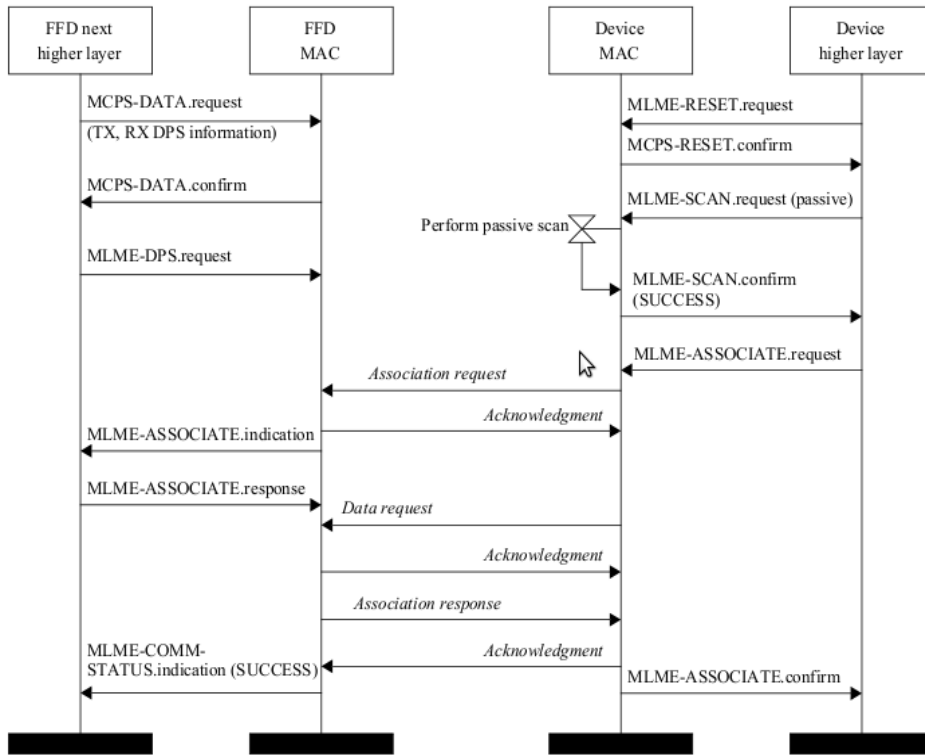 FFD next
higher layer
FFD
MAC
Device
MAC
Device
higher layer
MCPS-DATA.request
(TX, RX DPS information)
MLME-RESET.request
MCPS-RESET.confirm
MCPS-DATA.confirm
MLME-SCAN.request (passive)
Perform passive scan
MLME-DPS.request
MLME-SCAN.confirm
(SUCCESS)
MLME-ASSOCIATE.request
Association request
Acknowledgment
MLME-ASSOCIATE.indication
MLME-ASSOCIATE.response
Data request
Acknowledgment
Association response
MLME-COMM-
STATUS.indication (SUCCESS)
Acknowledgment
MLME-ASSOCIATE.confirm